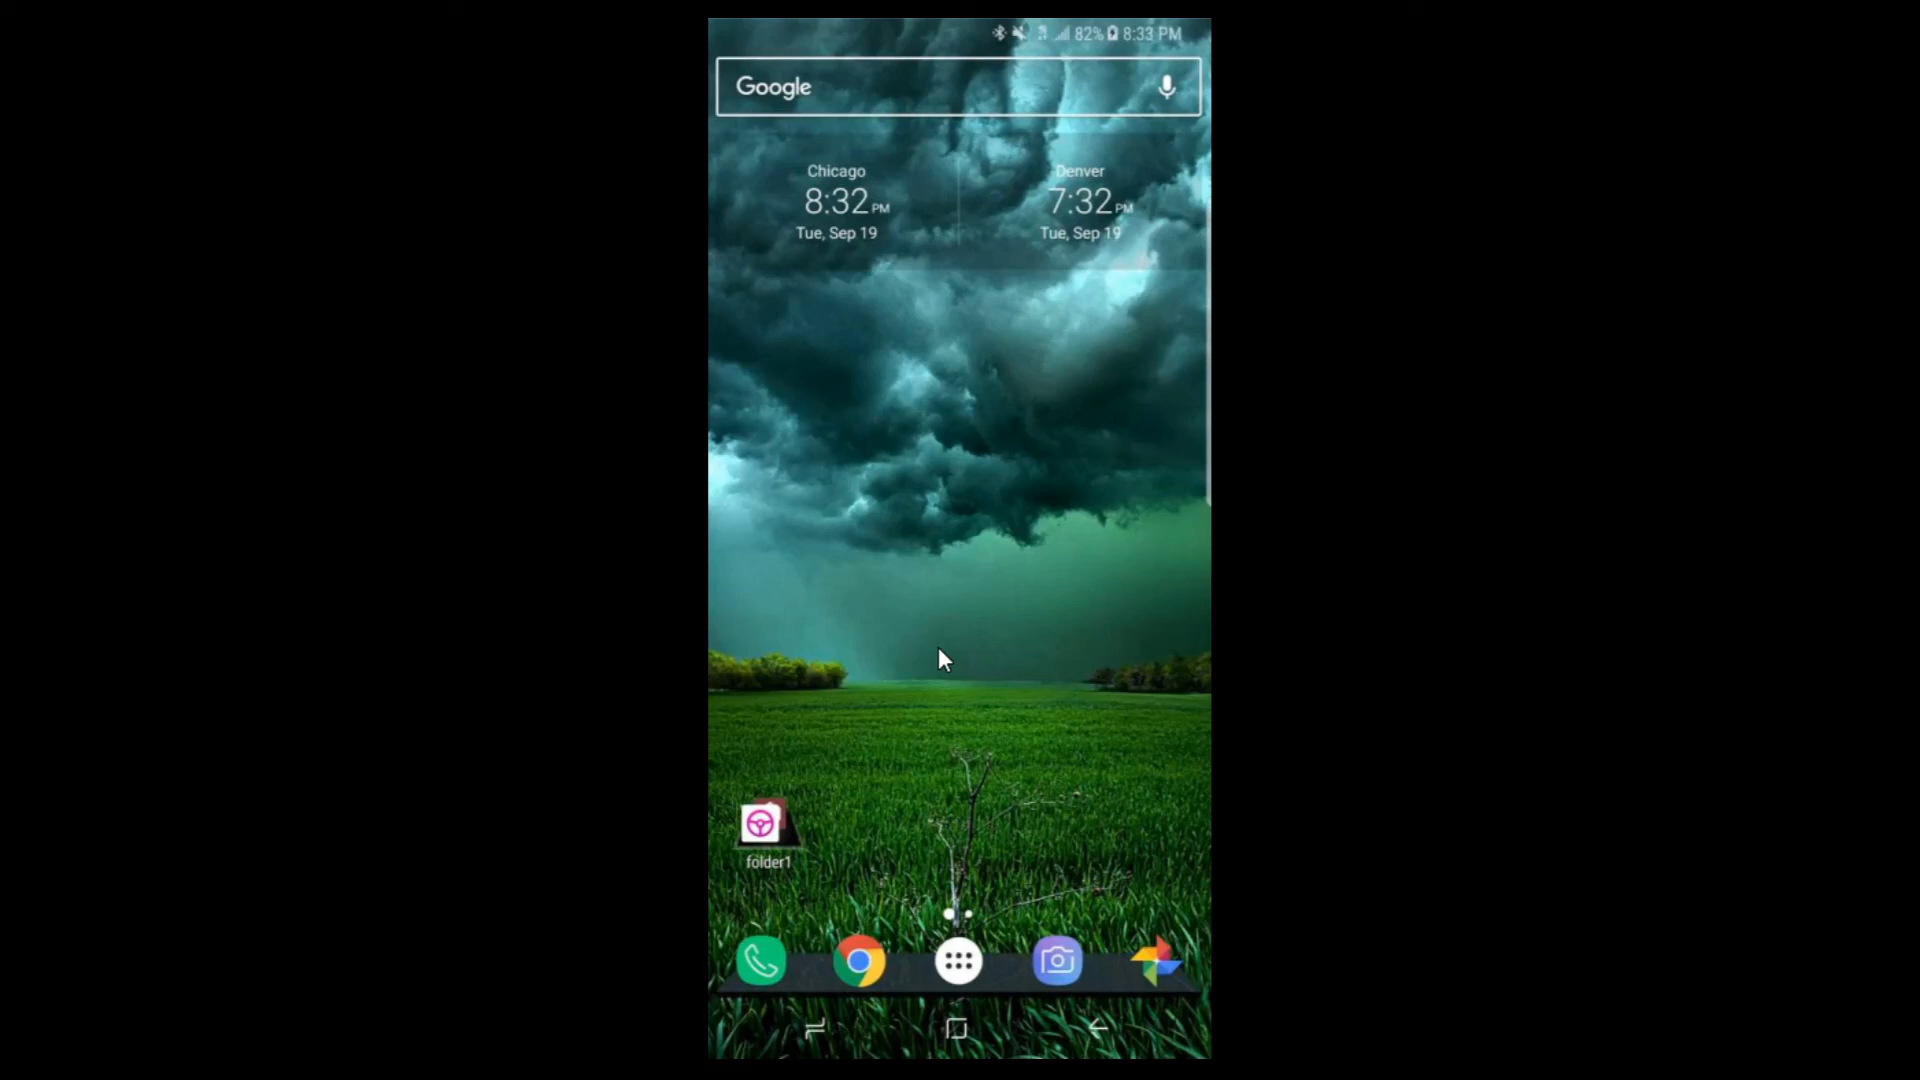 82% 8:33 PM
Google
Chicago
8:32 PM
Tue, Sep 19
Denver
7:32 PM
Tue, Sep 19
folder1